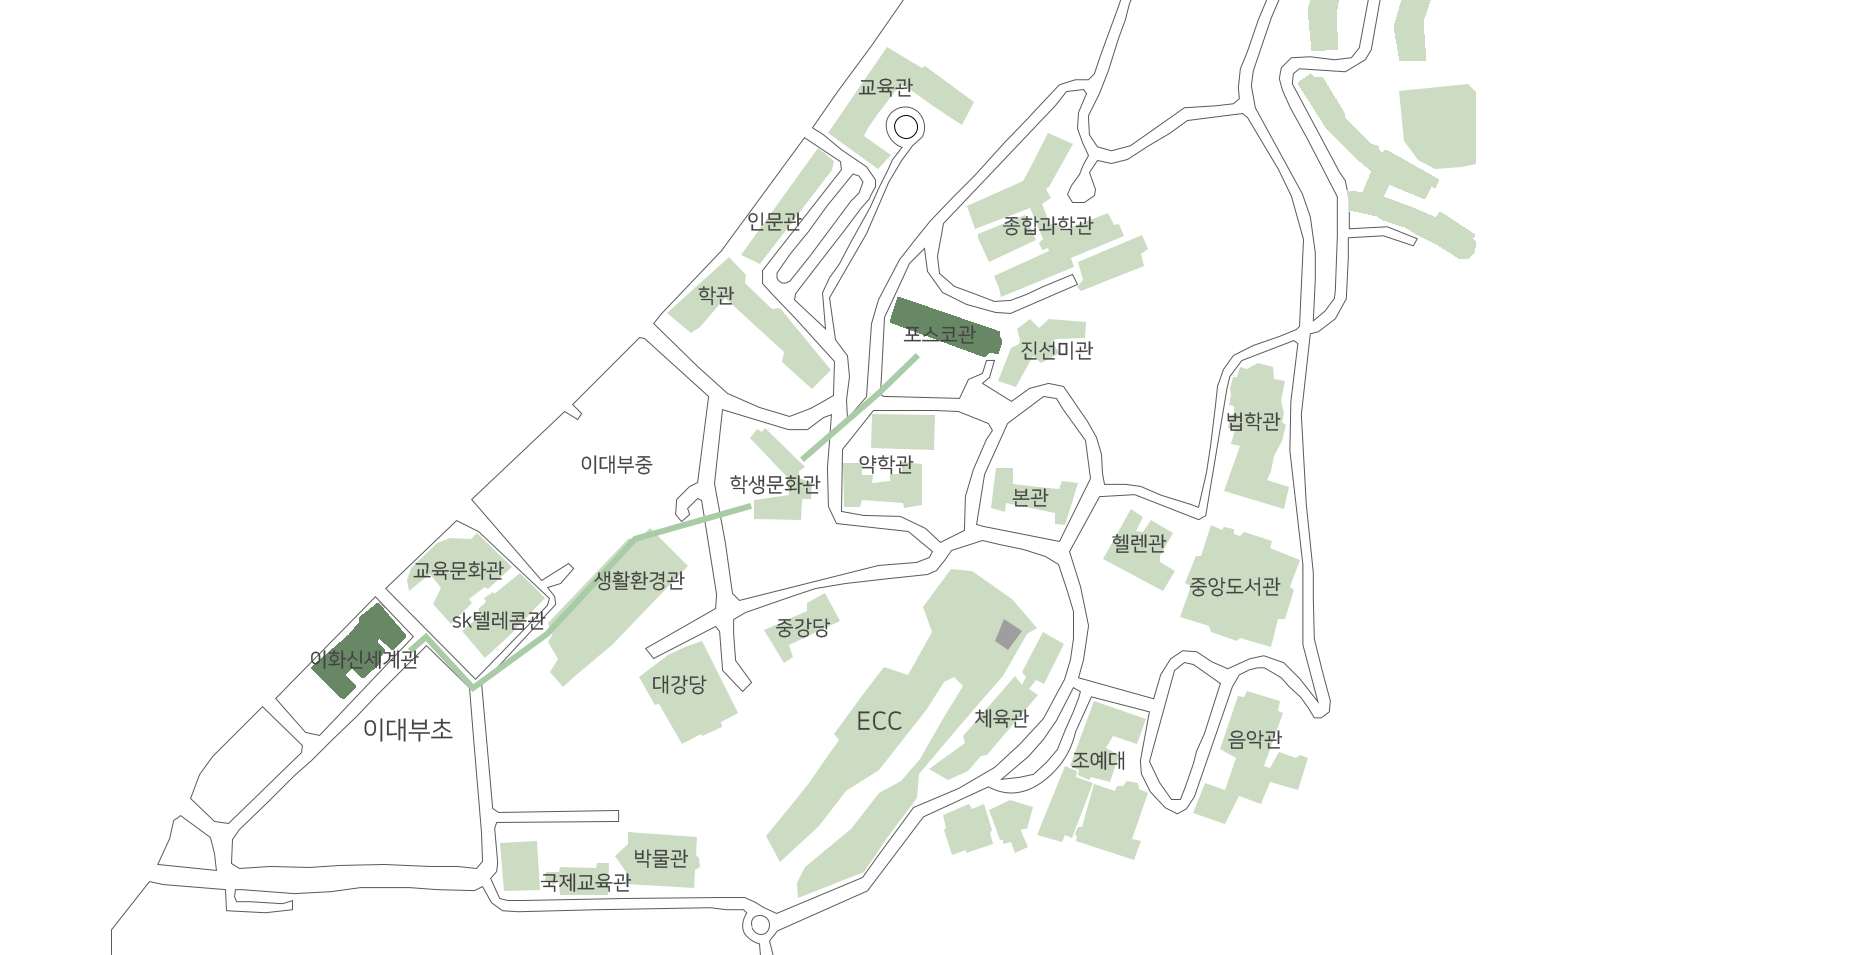 교육관
인문관
종합과학관
학관
포스코관
진선미관
법학관
이대부중
약학관
학생문화관
본관
헬렌관
교육문화관
생활환경관
중앙도서관
sk텔레콤관
중강당
이화신세계관
대강당
ECC
체육관
이대부초
음악관
조예대
박물관
국제교육관